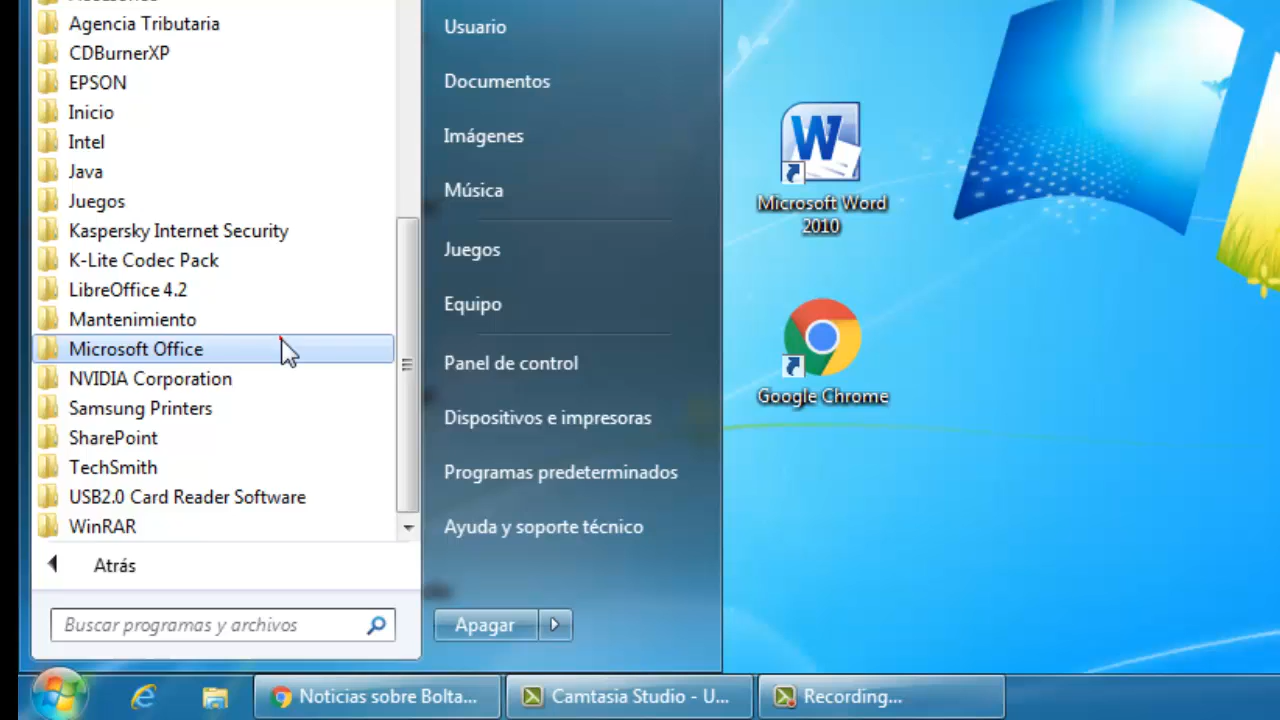 Agencia Tributaria
CDBurnerXP
EPSON
Inicio
Intel
Java
Juegos
Kaspersky Internet Security
K-Lite Codec Pack
LibreOffice 4.2
Mantenimiento
Microsoft Office
NVIDIA Corporation
Samsung Printers
SharePoint
TechSmith
USB2.0 Card Reader Software
WinRAR
Atrás
Buscar programas y archivos
Usuario
Documentos
Imágenes
Música
Juegos
Equipo
Panel de control
Dispositivos e impresoras
Programas predeterminados
Ayuda y soporte técnico
Apagar
W
Microsoft Word
2010
Google Chrome
Noticias sobre Bolta...
Camtasia Studio - U...
Recording...